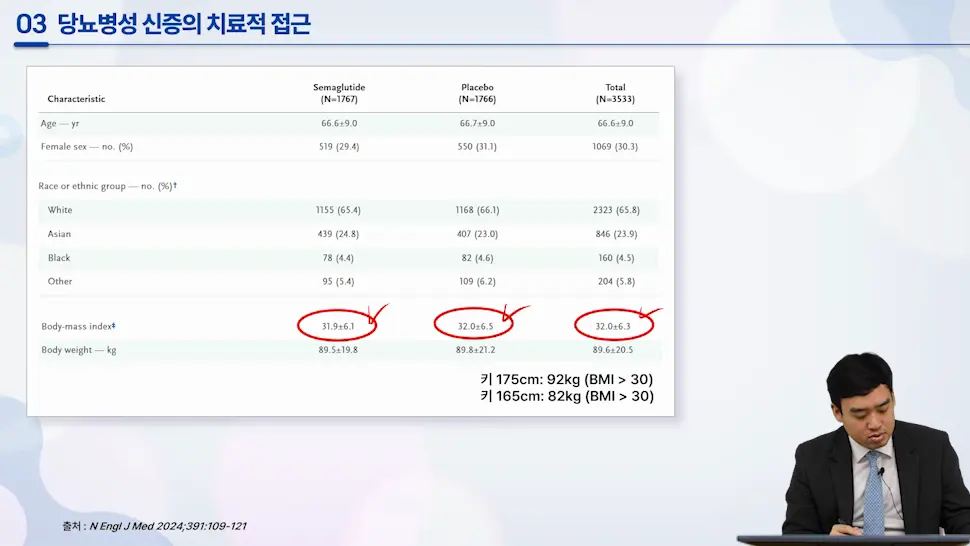 03 당뇨병성 신증의 치료적 접근
Characteristic Semaglutide (N=1767) Placebo (N=1766) Total (N=3533)
Age — yr 66.6±9.0 66.7±9.0 66.6±9.0
Female sex — no. (%) 519 (29.4) 550 (31.1) 1069 (30.3)
Race or ethnic group — no. (%)†
White 1155 (65.4) 1168 (66.1) 2323 (65.8)
Asian 439 (24.8) 407 (23.0) 846 (23.9)
Black 78 (4.4) 82 (4.6) 160 (4.5)
Other 95 (5.4) 109 (6.2) 204 (5.8)
Body-mass index‡ 31.9±6.1 32.0±6.5 32.0±6.3
Body weight — kg 89.5±19.8 89.8±21.2 89.6±20.5
키 175cm: 92kg (BMI > 30)
키 165cm: 82kg (BMI > 30)
출처 : N Engl J Med 2024;391:109-121